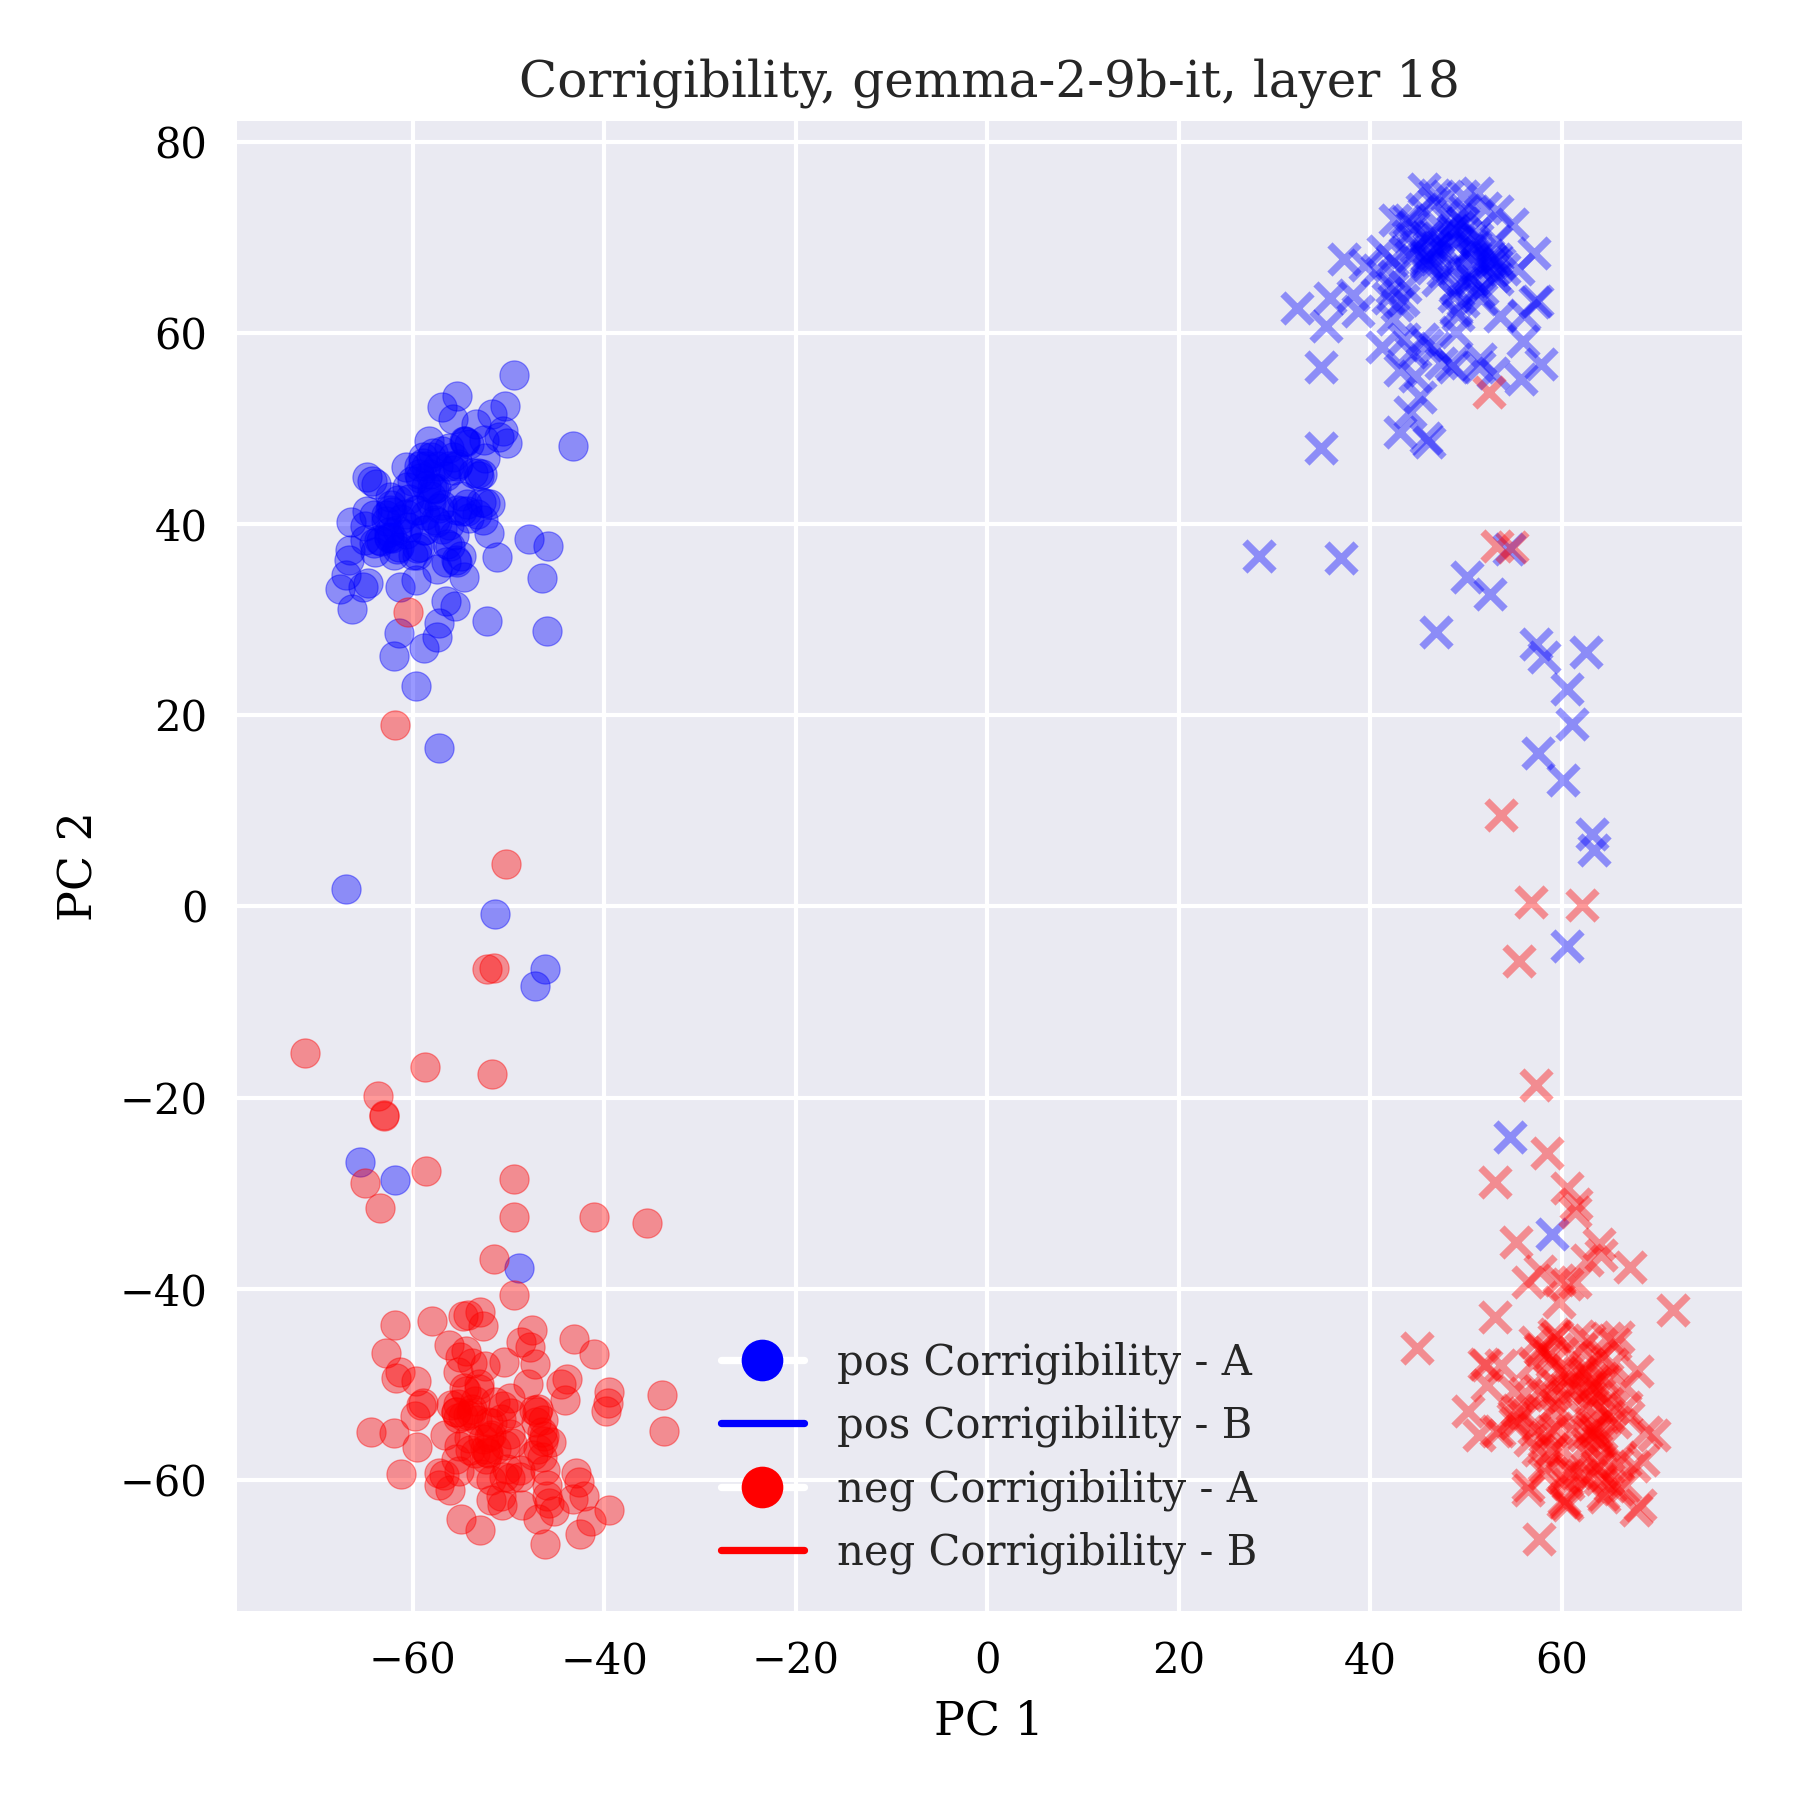 Corrigibility, gemma-2-9b-it, layer 18
80
60
40
20
0
−20
−40
−60
PC 2
pos Corrigibility - A
pos Corrigibility - B
neg Corrigibility - A
neg Corrigibility - B
−60 −40 −20 0 20 40 60
PC 1